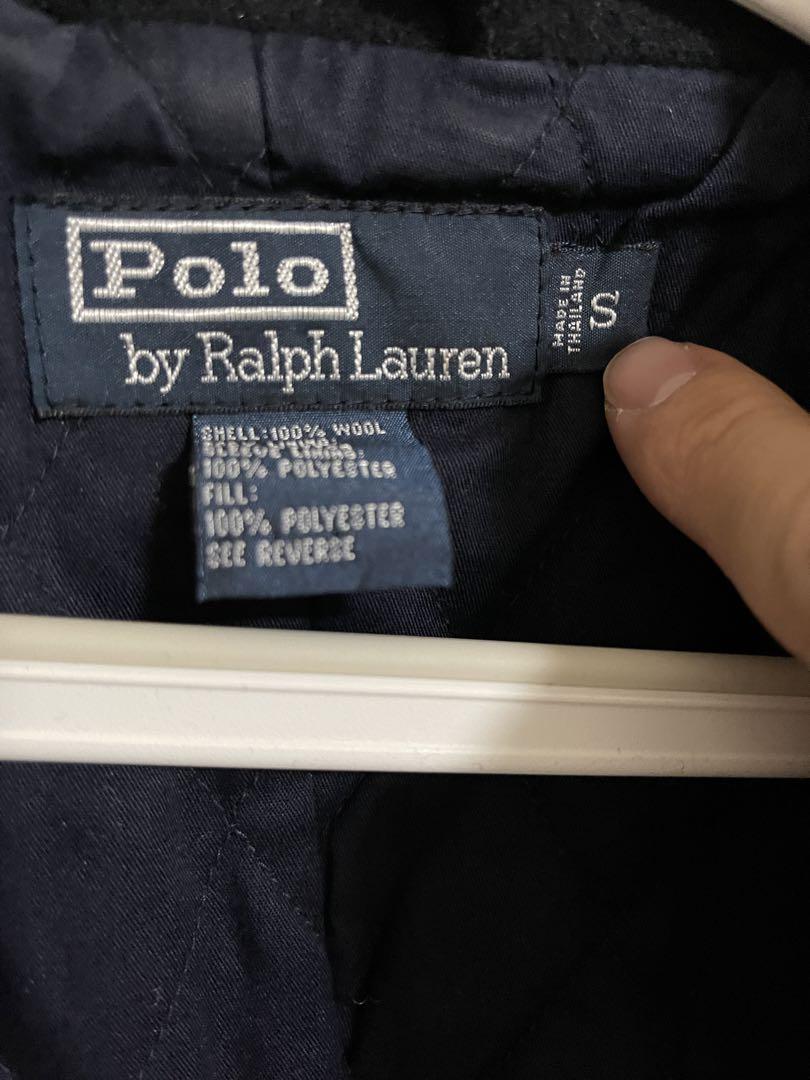 Polo
by Ralph Lauren
MADE IN
THAILAND
S
SHELL: 100% WOOL
SLEEVE LINING:
100% POLYESTER
FILL:
100% POLYESTER
SEE REVERSE